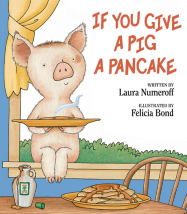 IF YOU GIVE
A PIG
A PANCAKE
WRITTEN BY
Laura Numeroff
ILLUSTRATED BY
Felicia Bond